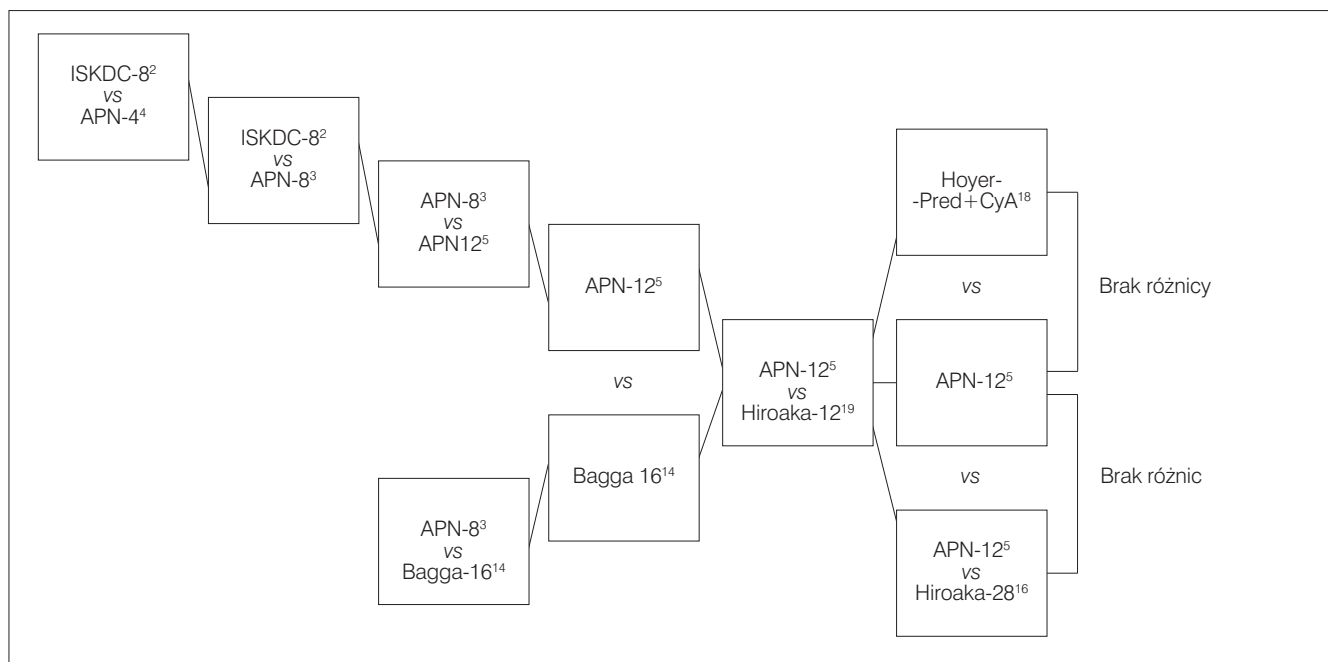 ISKDC-8²
vs
APN-4⁴
ISKDC-8²
vs
APN-8³
APN-8³
vs
APN12⁵
APN-12⁵
vs
Bagga 16¹⁴
APN-8³
vs
Bagga-16¹⁴
APN-12⁵
vs
Hiroaka-12¹⁹
Hoyer-
-Pred+CyA¹⁸
vs
APN-12⁵
vs
APN-12⁵
vs
Hiroaka-28¹⁶
Brak różnicy
Brak różnic